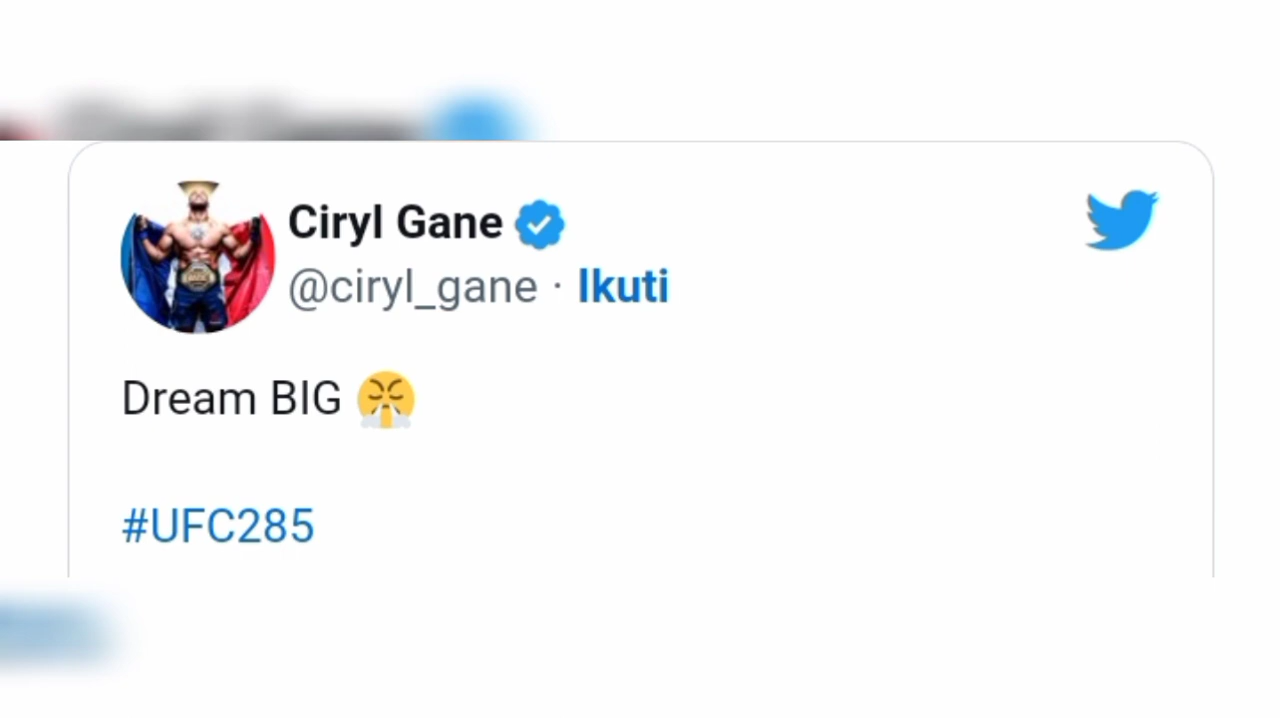 Ciryl Gane
@ciryl_gane · Ikuti
Dream BIG 😤
#UFC285